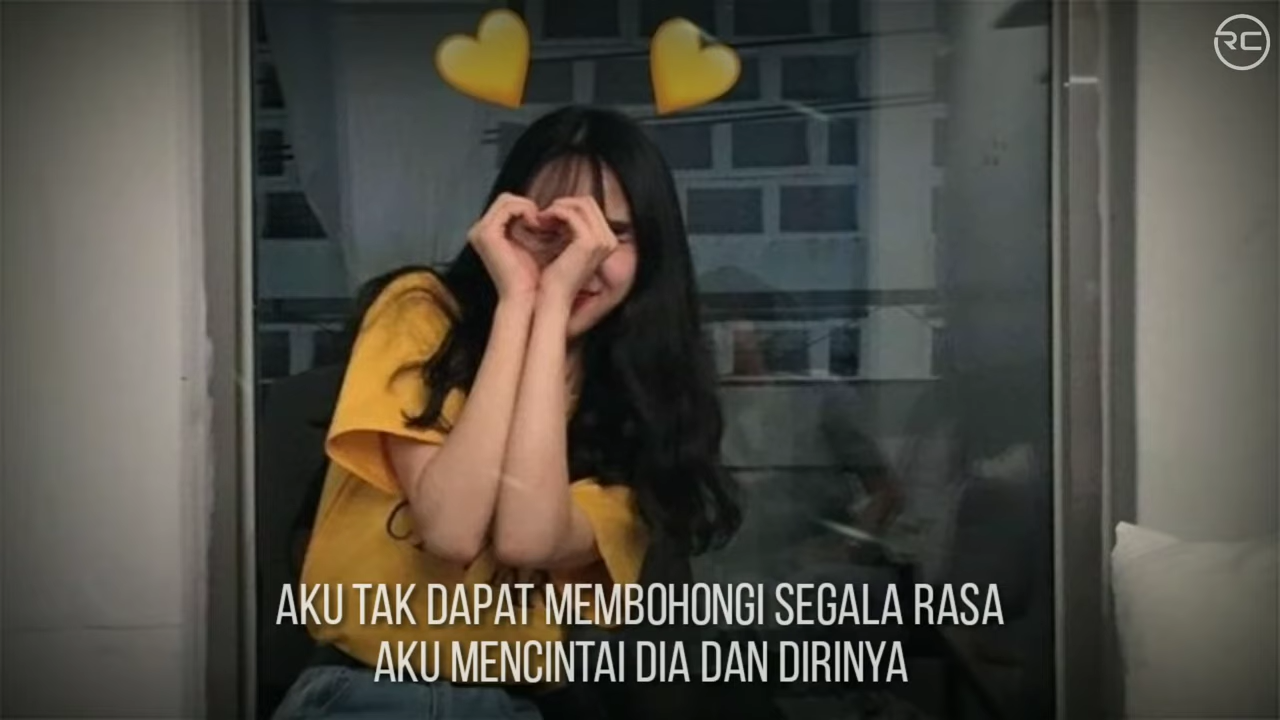 RC
AKU TAK DAPAT MEMBOHONGI SEGALA RASA
AKU MENCINTAI DIA DAN DIRINYA